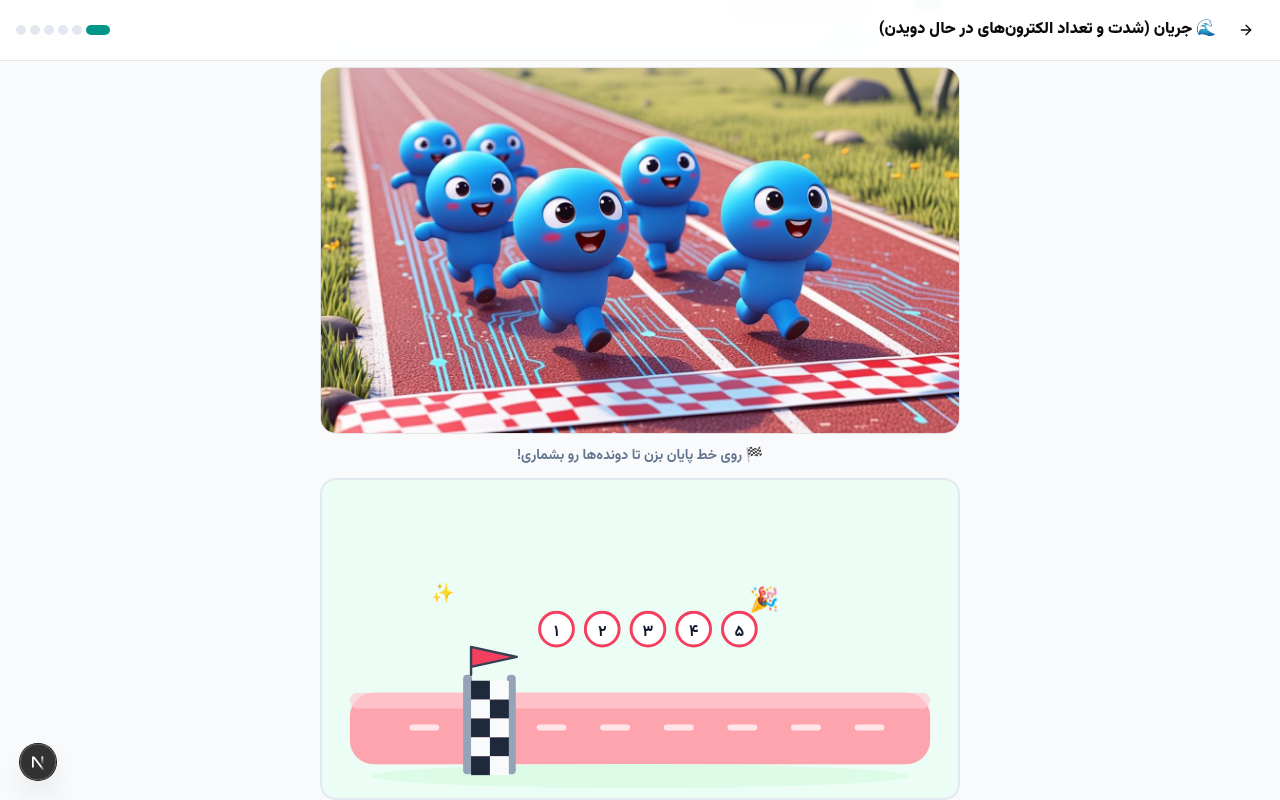 🌊 جریان (شدت و تعداد الکترون‌های در حال دویدن)
🏁 روی خط پایان بزن تا دونده‌ها رو بشماری!
۱ ۲ ۳ ۴ ۵
N